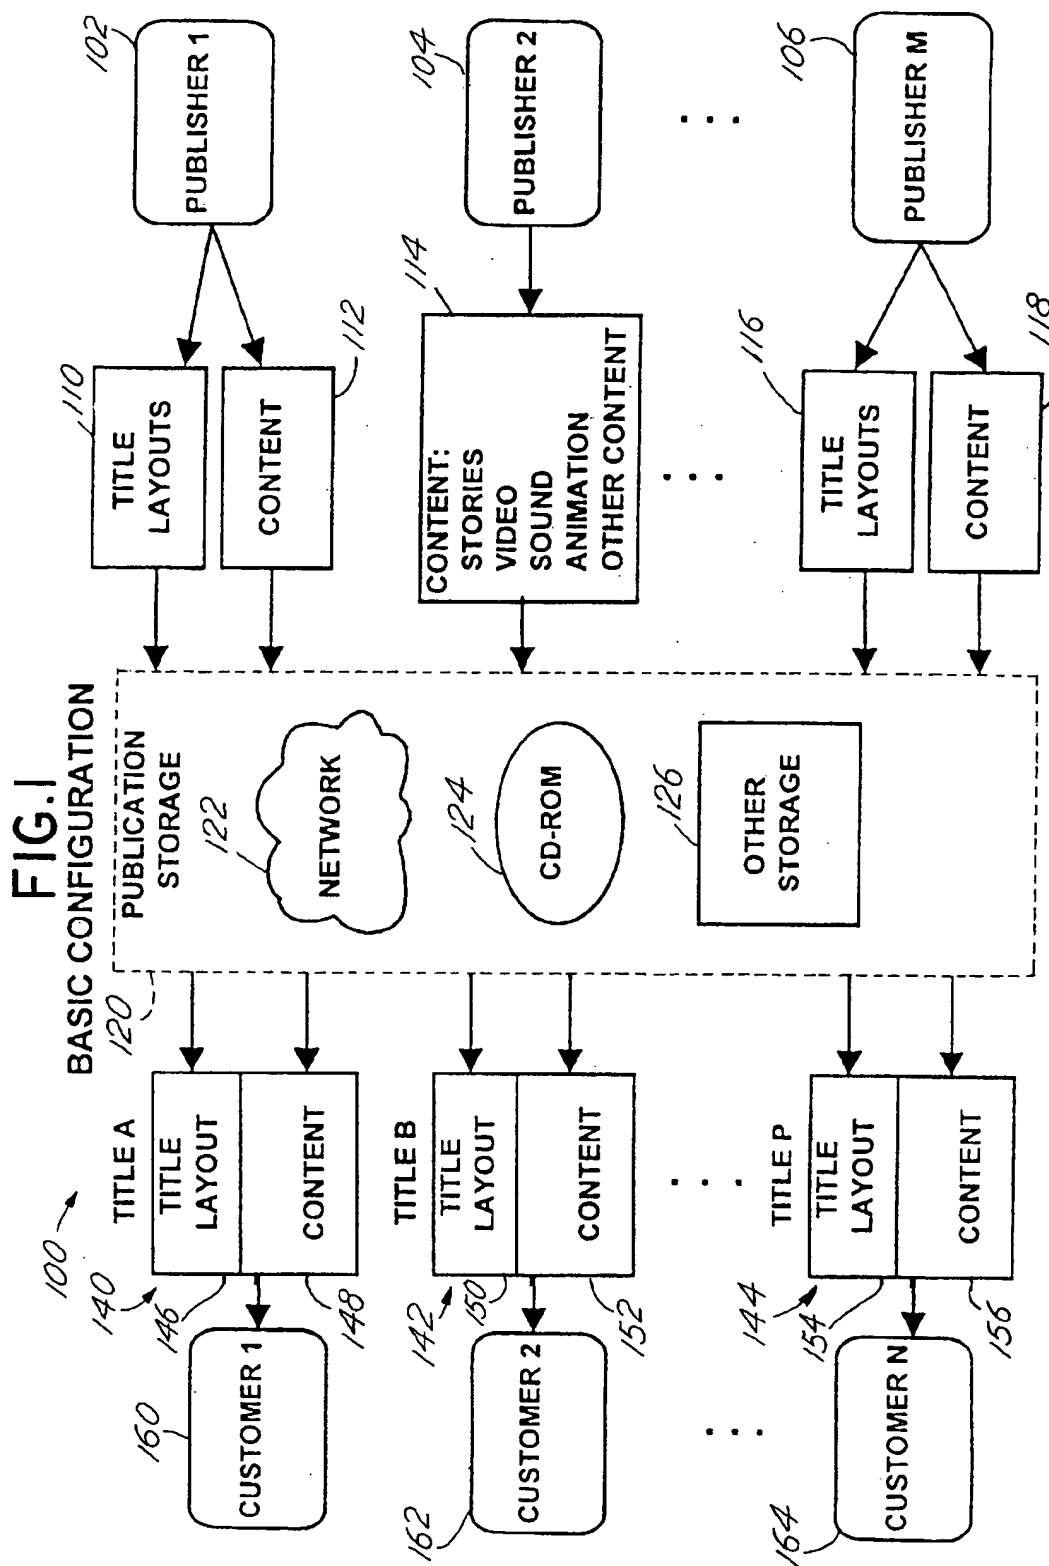 FIG.1
BASIC CONFIGURATION
100
102
PUBLISHER 1
104
PUBLISHER 2
106
PUBLISHER M
. . .
110
TITLE
LAYOUTS
112
CONTENT
114
CONTENT:
STORIES
VIDEO
SOUND
ANIMATION
OTHER CONTENT
. . .
116
TITLE
LAYOUTS
118
CONTENT
120
PUBLICATION
STORAGE
122
NETWORK
124
CD-ROM
126
OTHER
STORAGE
140
TITLE A
146
TITLE
LAYOUT
148
CONTENT
142
TITLE B
150
TITLE
LAYOUT
152
CONTENT
. . .
144
TITLE P
154
TITLE
LAYOUT
156
CONTENT
160
CUSTOMER 1
162
CUSTOMER 2
. . .
164
CUSTOMER N